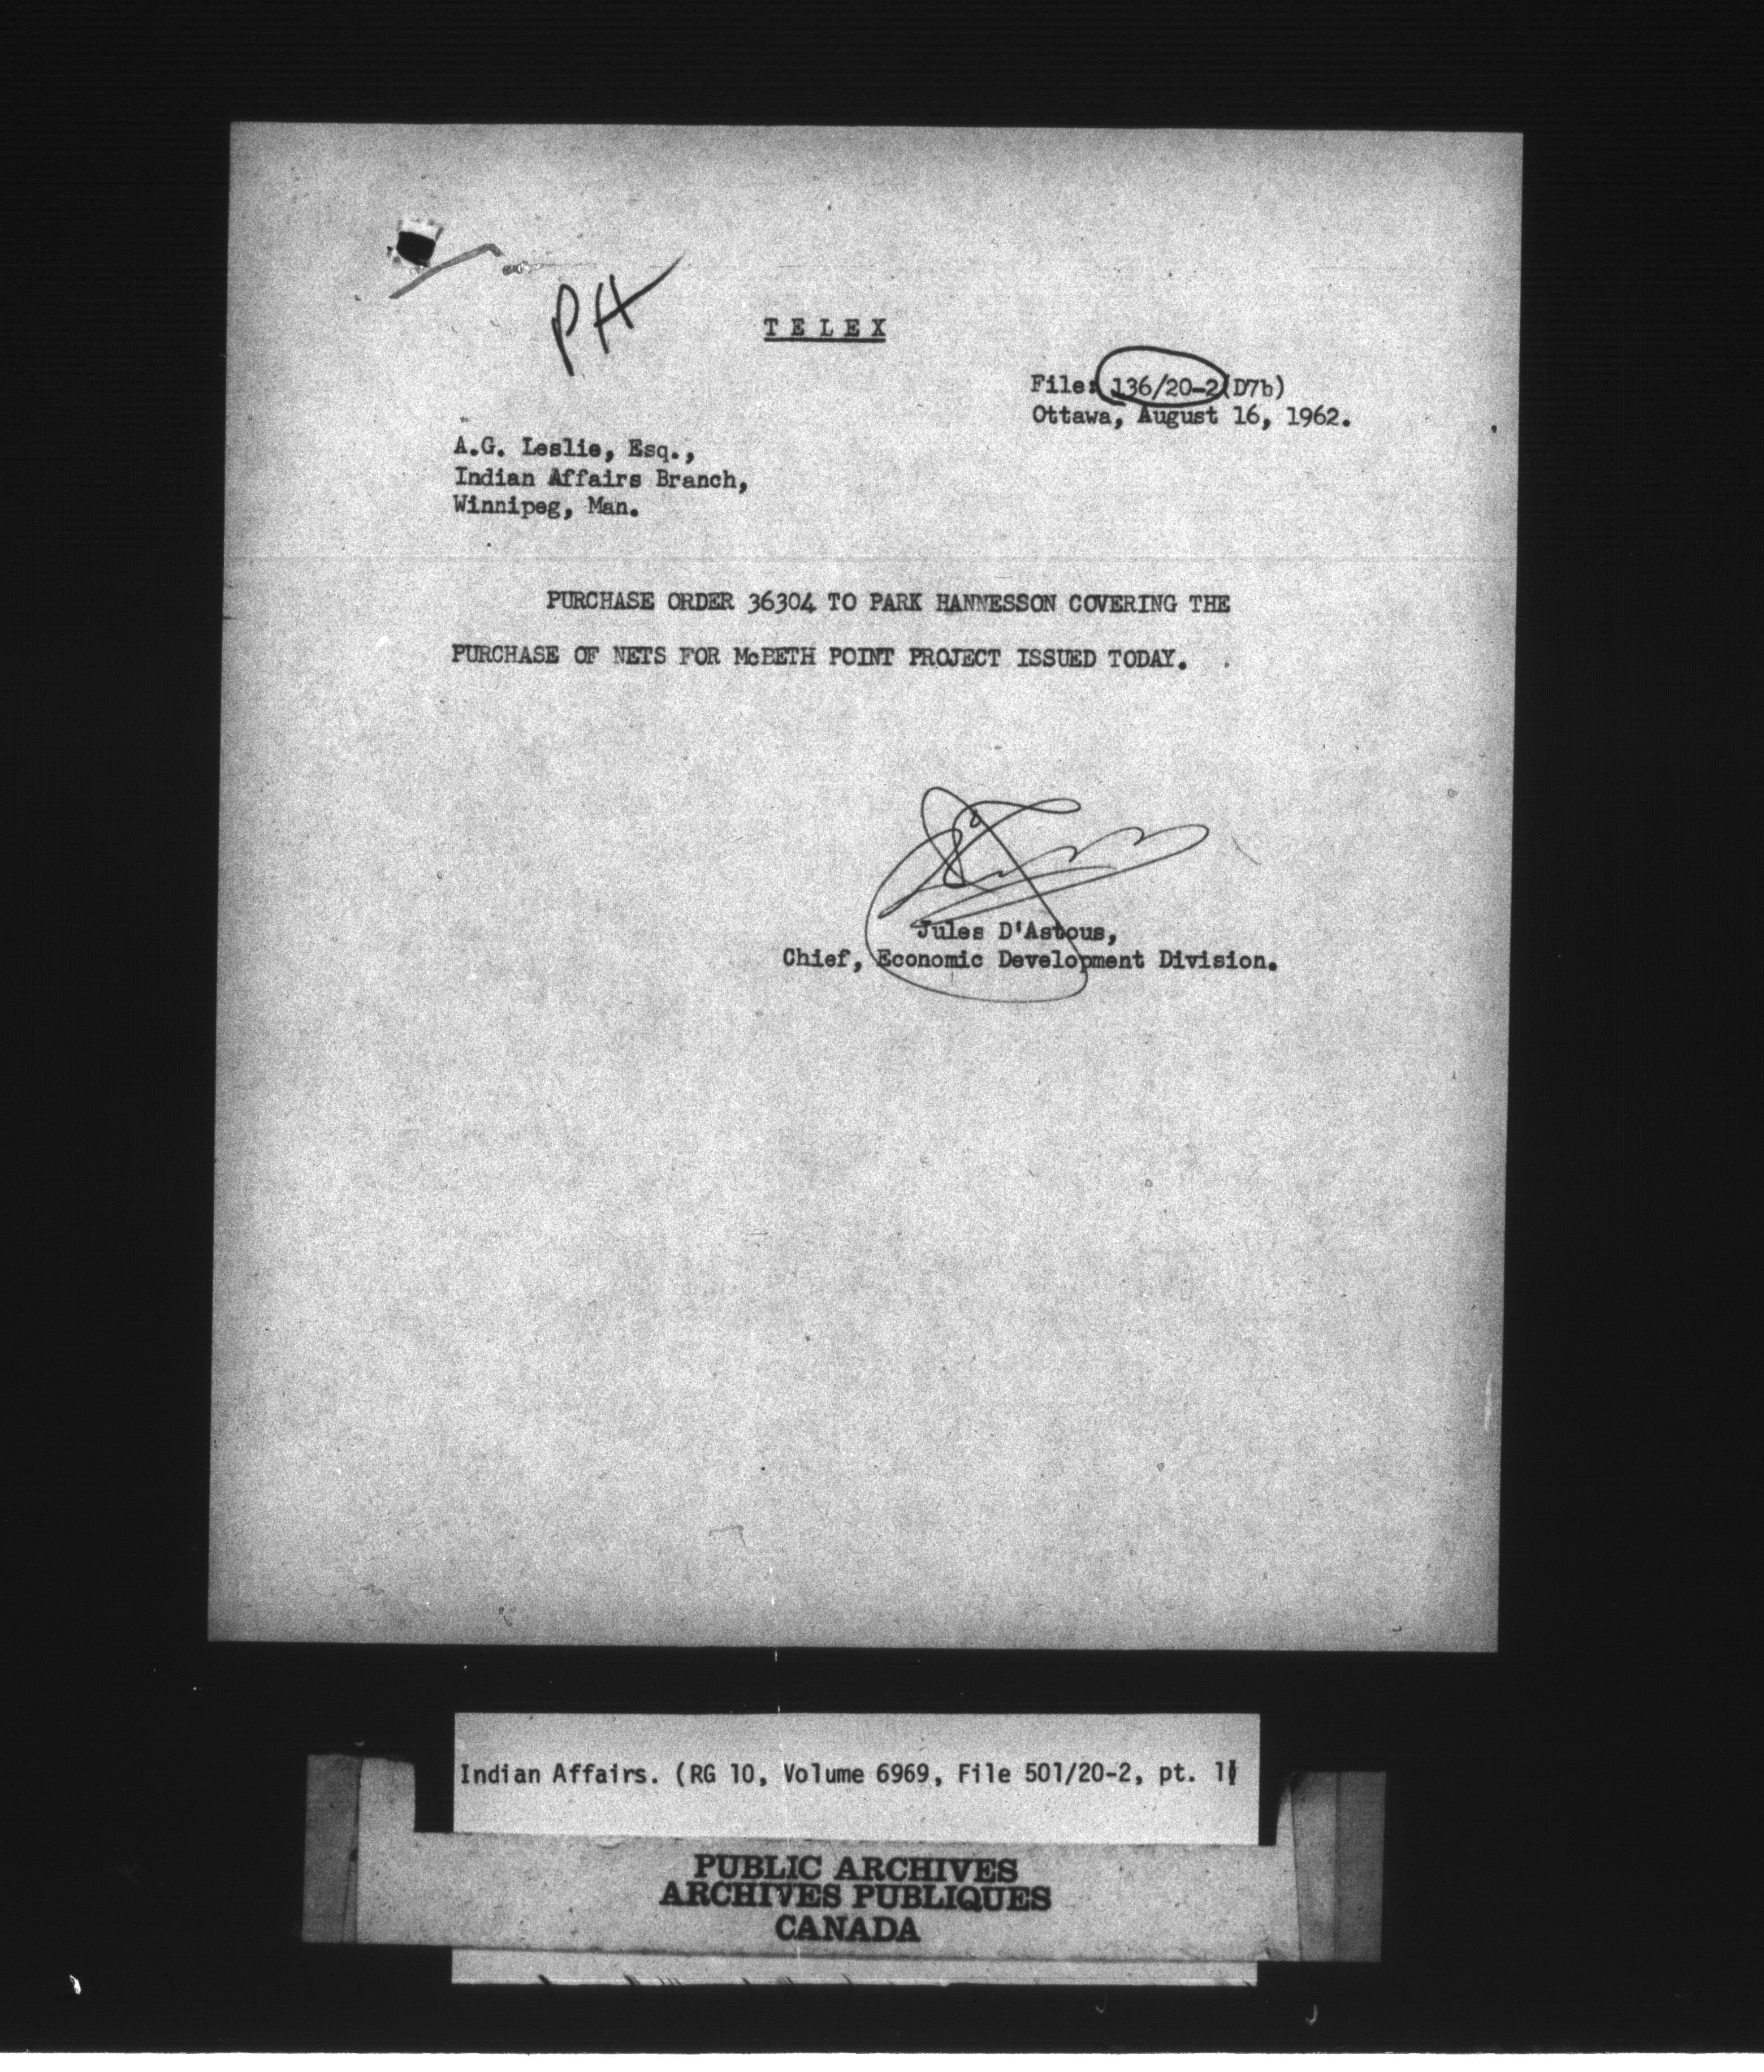 PH
TELEX
File: 136/20-2(D7b)
Ottawa, August 16, 1962.
A.G. Leslie, Esq.,
Indian Affairs Branch,
Winnipeg, Man.
PURCHASE ORDER 36304 TO PARK HANNESSON COVERING THE
PURCHASE OF NETS FOR McBETH POINT PROJECT ISSUED TODAY.
Jules D'Astous,
Chief, Economic Development Division.
Indian Affairs. (RG 10, Volume 6969, File 501/20-2, pt. 1
PUBLIC ARCHIVES
ARCHIVES PUBLIQUES
CANADA